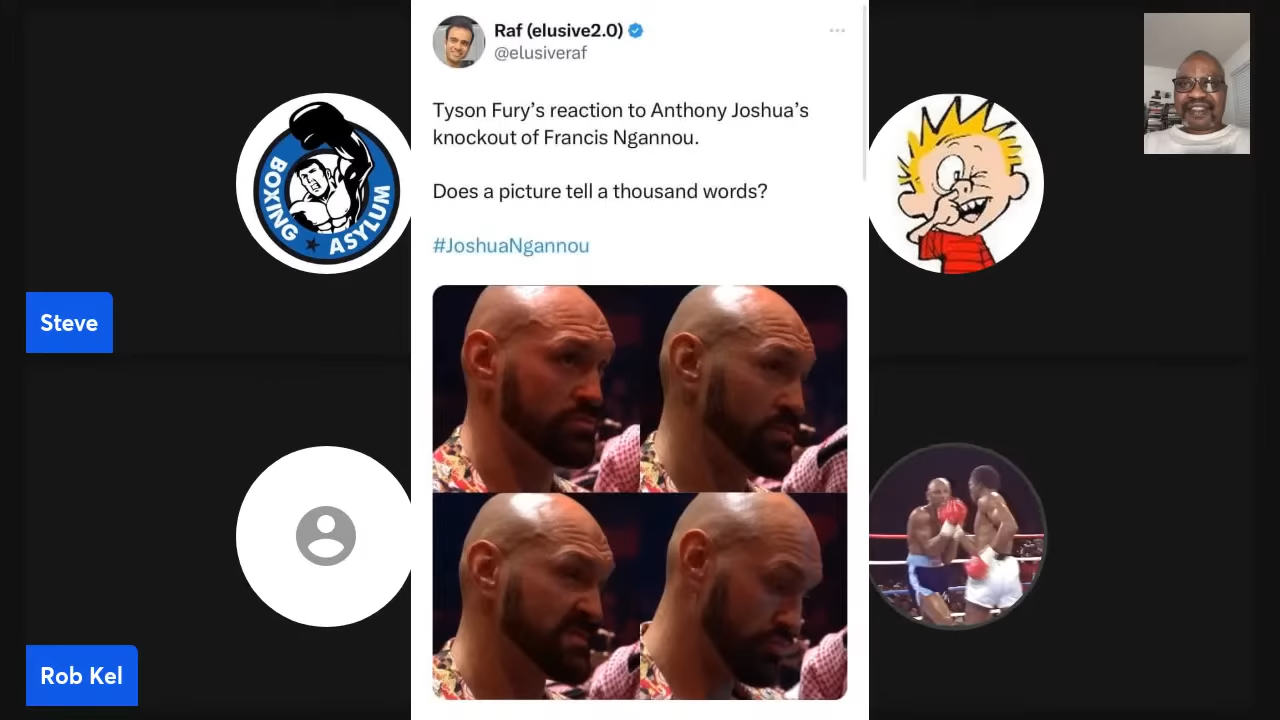 Raf (elusive2.0)
@elusiveraf
Tyson Fury’s reaction to Anthony Joshua’s
knockout of Francis Ngannou.
Does a picture tell a thousand words?
#JoshuaNgannou
BOXING ★ ASYLUM
Steve
Rob Kel